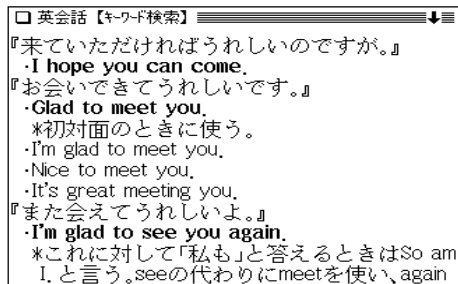 英会話【ｷｰﾜｰﾄﾞ検索】
『来ていただければうれしいのですが。』
·I hope you can come.
『お会いできてうれしいです。』
·Glad to meet you.
*初対面のときに使う。
·I'm glad to meet you.
·Nice to meet you.
·It's great meeting you.
『また会えてうれしいよ。』
·I'm glad to see you again.
*これに対して「私も」と答えるときはSo am
I. と言う。seeの代わりにmeetを使い、again